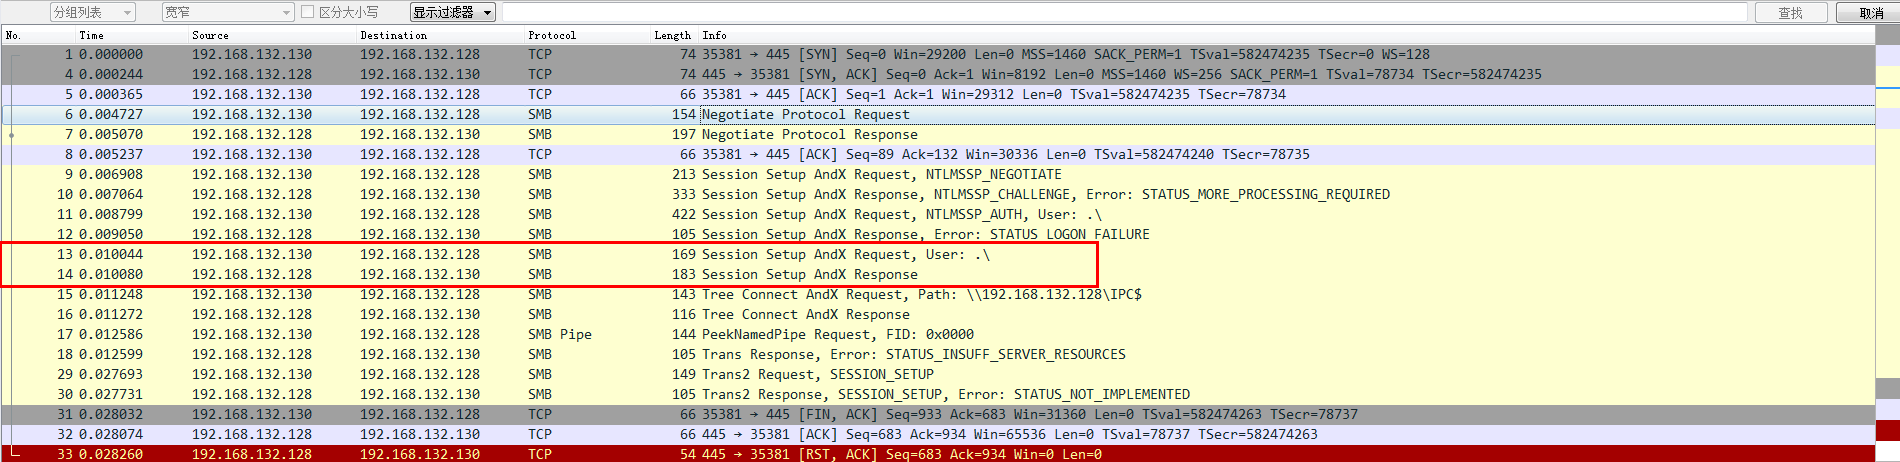 分组列表 宽窄 区分大小写 显示过滤器 查找 取消
No. Time Source Destination Protocol Length Info
1 0.000000 192.168.132.130 192.168.132.128 TCP 74 35381 → 445 [SYN] Seq=0 Win=29200 Len=0 MSS=1460 SACK_PERM=1 TSval=582474235 TSecr=0 WS=128
4 0.000244 192.168.132.128 192.168.132.130 TCP 74 445 → 35381 [SYN, ACK] Seq=0 Ack=1 Win=8192 Len=0 MSS=1460 WS=256 SACK_PERM=1 TSval=78734 TSecr=582474235
5 0.000365 192.168.132.130 192.168.132.128 TCP 66 35381 → 445 [ACK] Seq=1 Ack=1 Win=29312 Len=0 TSval=582474235 TSecr=78734
6 0.004727 192.168.132.130 192.168.132.128 SMB 154 Negotiate Protocol Request
7 0.005070 192.168.132.128 192.168.132.130 SMB 197 Negotiate Protocol Response
8 0.005237 192.168.132.130 192.168.132.128 TCP 66 35381 → 445 [ACK] Seq=89 Ack=132 Win=30336 Len=0 TSval=582474240 TSecr=78735
9 0.006908 192.168.132.130 192.168.132.128 SMB 213 Session Setup AndX Request, NTLMSSP_NEGOTIATE
10 0.007064 192.168.132.128 192.168.132.130 SMB 333 Session Setup AndX Response, NTLMSSP_CHALLENGE, Error: STATUS_MORE_PROCESSING_REQUIRED
11 0.008799 192.168.132.130 192.168.132.128 SMB 422 Session Setup AndX Request, NTLMSSP_AUTH, User: .\
12 0.009050 192.168.132.128 192.168.132.130 SMB 105 Session Setup AndX Response, Error: STATUS_LOGON_FAILURE
13 0.010044 192.168.132.130 192.168.132.128 SMB 169 Session Setup AndX Request, User: .\
14 0.010080 192.168.132.128 192.168.132.130 SMB 183 Session Setup AndX Response
15 0.011248 192.168.132.130 192.168.132.128 SMB 143 Tree Connect AndX Request, Path: \\192.168.132.128\IPC$
16 0.011272 192.168.132.128 192.168.132.130 SMB 116 Tree Connect AndX Response
17 0.012586 192.168.132.130 192.168.132.128 SMB Pipe 144 PeekNamedPipe Request, FID: 0x0000
18 0.012599 192.168.132.128 192.168.132.130 SMB 105 Trans Response, Error: STATUS_INSUFF_SERVER_RESOURCES
29 0.027693 192.168.132.130 192.168.132.128 SMB 149 Trans2 Request, SESSION_SETUP
30 0.027731 192.168.132.128 192.168.132.130 SMB 105 Trans2 Response, SESSION_SETUP, Error: STATUS_NOT_IMPLEMENTED
31 0.028032 192.168.132.130 192.168.132.128 TCP 66 35381 → 445 [FIN, ACK] Seq=933 Ack=683 Win=31360 Len=0 TSval=582474263 TSecr=78737
32 0.028074 192.168.132.128 192.168.132.130 TCP 66 445 → 35381 [ACK] Seq=683 Ack=934 Win=65536 Len=0 TSval=78737 TSecr=582474263
33 0.028260 192.168.132.128 192.168.132.130 TCP 54 445 → 35381 [RST, ACK] Seq=683 Ack=934 Win=0 Len=0